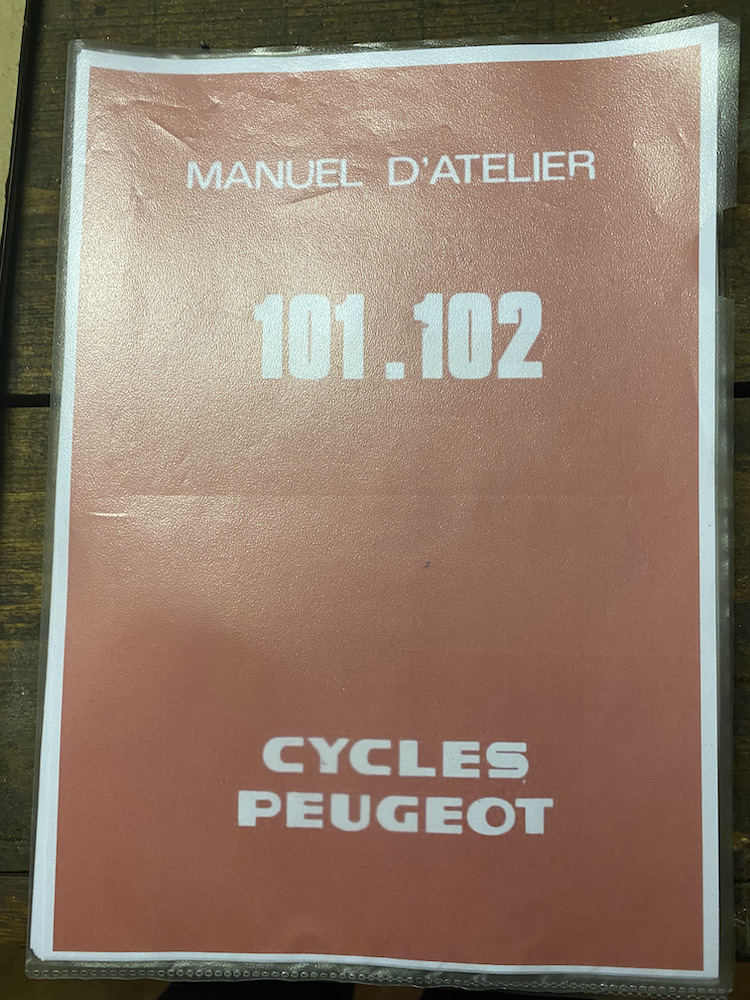 MANUEL D'ATELIER
101.102
CYCLES
PEUGEOT